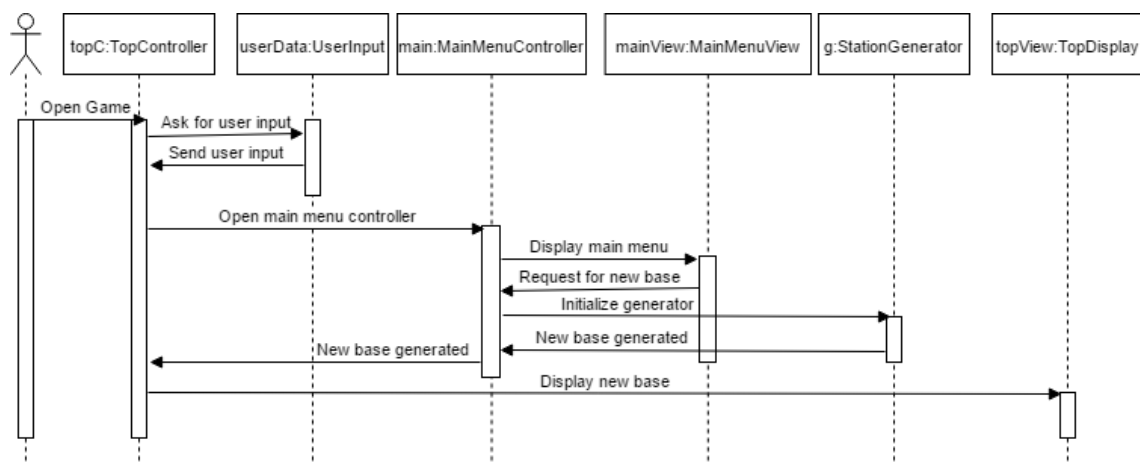 topC:TopController
userData:UserInput
main:MainMenuController
mainView:MainMenuView
g:StationGenerator
topView:TopDisplay
Open Game
Ask for user input
Send user input
Open main menu controller
Display main menu
Request for new base
Initialize generator
New base generated
New base generated
Display new base